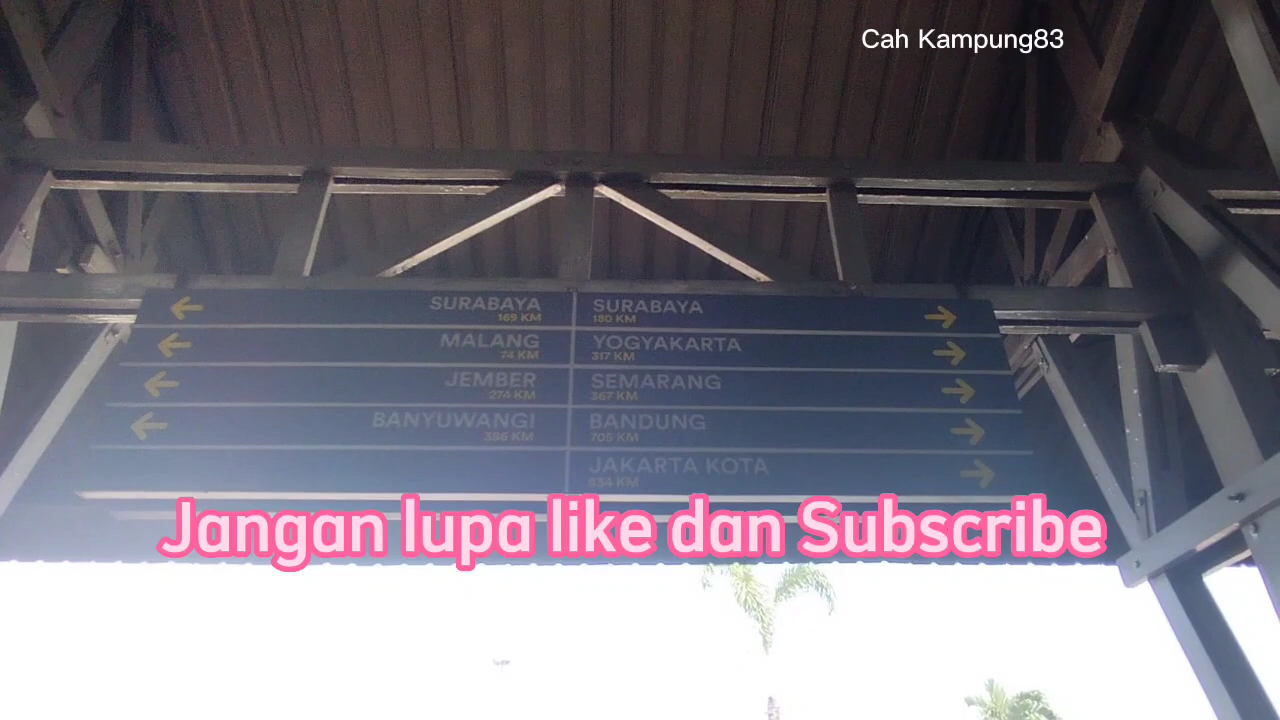 Cah Kampung83
SURABAYA
169 KM
MALANG
74 KM
JEMBER
274 KM
BANYUWANGI
386 KM
SURABAYA
180 KM
YOGYAKARTA
317 KM
SEMARANG
367 KM
BANDUNG
705 KM
JAKARTA KOTA
934 KM
Jangan lupa like dan Subscribe